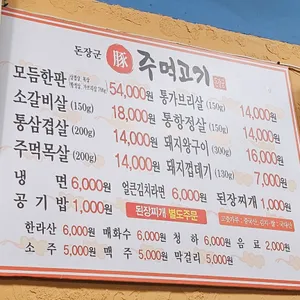 돈장군 豚 주먹고기
모듬한판 54,000원 통가브리살 (150g) 14,000원
소갈비살 (150g) 18,000원 통항정살 (150g) 14,000원
통삼겹살 (200g) 14,000원 돼지왕구이 (300g) 16,000원
주먹목살 (200g) 14,000원 돼지껍데기 (130g) 7,000원
냉면 6,000원 얼큰김치라면 6,000원 된장찌개 1,000원
공기밥 1,000원 된장찌개 별도주문
한라산 6,000원 매화수 6,000원 청하 6,000원 음료 2,000원
소주 5,000원 맥주 5,000원 막걸리 5,000원